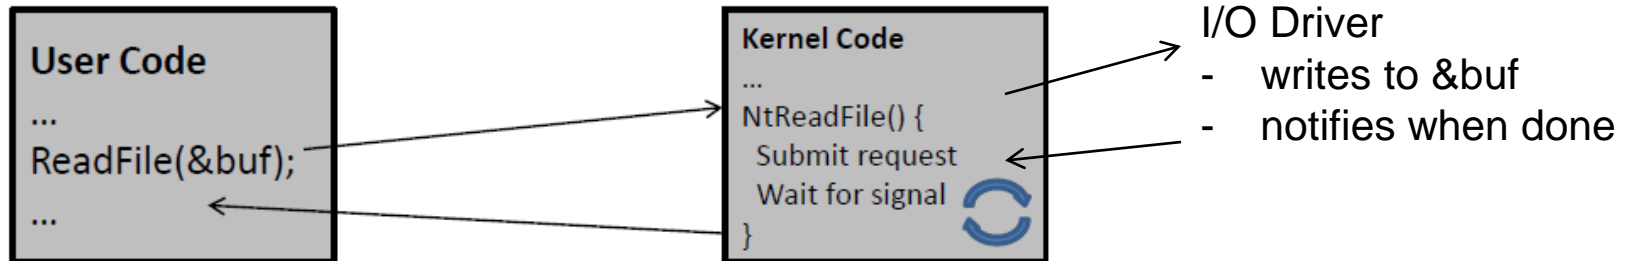 User Code
...
ReadFile(&buf);
...
Kernel Code
...
NtReadFile() {
Submit request
Wait for signal
}
I/O Driver
- writes to &buf
- notifies when done